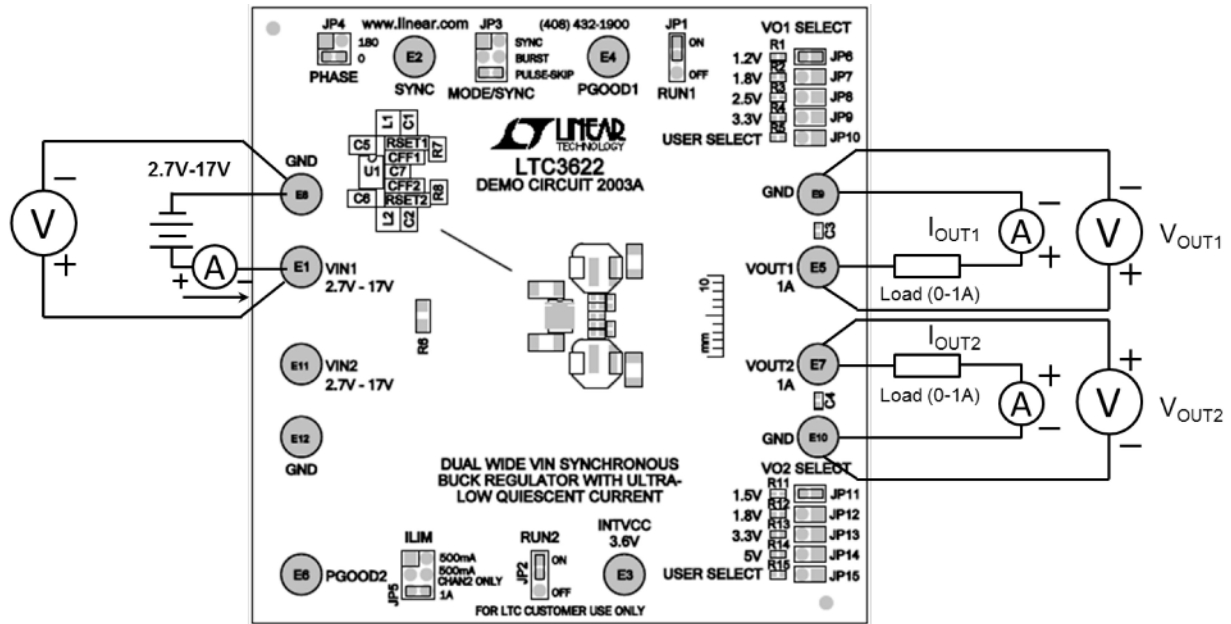 JP4
www.linear.com
JP3
(408) 432-1900
JP1
VO1 SELECT
180
0
PHASE
E2
SYNC
SYNC
BURST
PULSE-SKIP
MODE/SYNC
E4
PGOOD1
ON
OFF
RUN1
R1
1.2V
JP6
R2
1.8V
JP7
R3
2.5V
JP8
R4
3.3V
JP9
R5
USER SELECT
JP10
L1
C1
C5
RSET1
CFF1
R7
U1
C7
CFF2
R8
C6
RSET2
L2
C2
LINEAR
TECHNOLOGY
LTC3622
DEMO CIRCUIT 2003A
GND
2.7V-17V
V
A
E1
VIN1
2.7V - 17V
R6
E11
VIN2
2.7V - 17V
E12
GND
10
mm
GND
E9
C3
VOUT1
E5
1A
IOUT1
A
Load (0-1A)
V
VOUT1
VOUT2
E7
1A
C4
GND
E10
IOUT2
Load (0-1A)
A
V
VOUT2
DUAL WIDE VIN SYNCHRONOUS
BUCK REGULATOR WITH ULTRA-
LOW QUIESCENT CURRENT
VO2 SELECT
R11
1.5V
JP11
R12
1.8V
JP12
R13
3.3V
JP13
R14
5V
JP14
R15
USER SELECT
JP15
E6
PGOOD2
ILIM
500mA
500mA
CHAN2 ONLY
1A
JP5
RUN2
ON
OFF
JP2
INTVCC
3.6V
E3
FOR LTC CUSTOMER USE ONLY